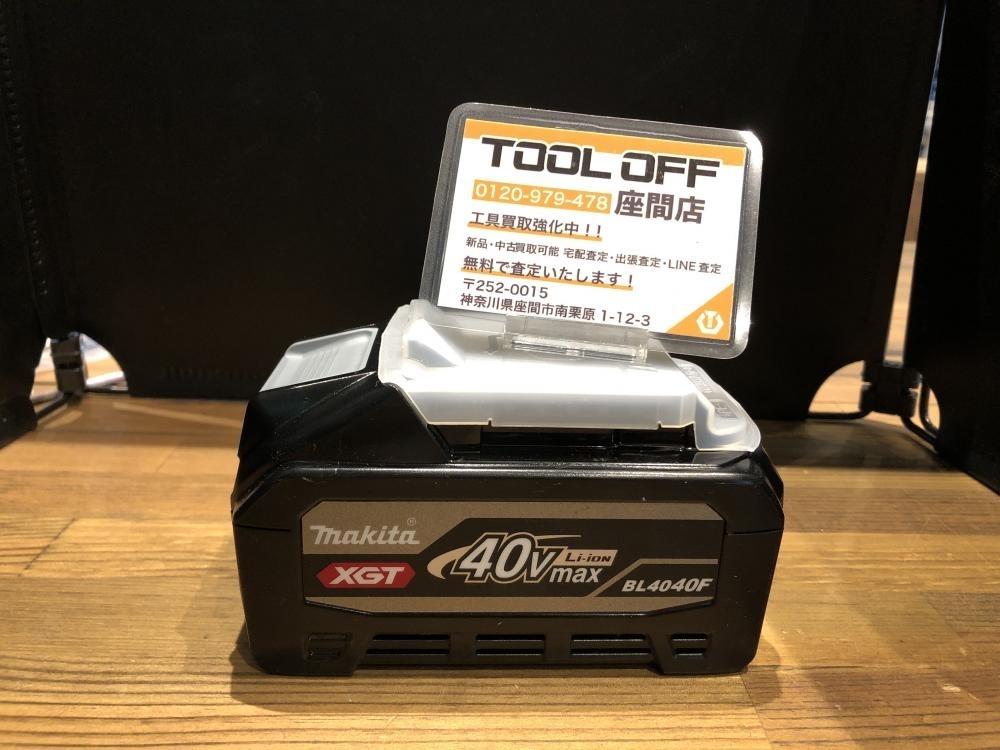 TOOL OFF
0120-979-478 座間店
工具買取強化中!!
新品・中古買取可能 宅配査定・出張査定・LINE査定
無料で査定いたします!
〒252-0015
神奈川県座間市南栗原 1-12-3
makita®
XGT
40Vmax
Li-ion
BL4040F